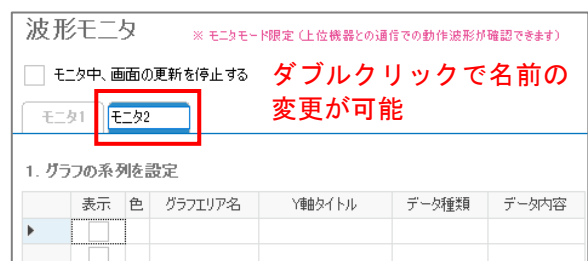 波形モニタ
※ モニタモード限定（上位機器との通信での動作波形が確認できます）
モニタ中、画面の更新を停止する
ダブルクリックで名前の
変更が可能
モニタ1 モニタ2
1. グラフの系列を設定
表示 色 グラフエリア名 Y軸タイトル データ種類 データ内容